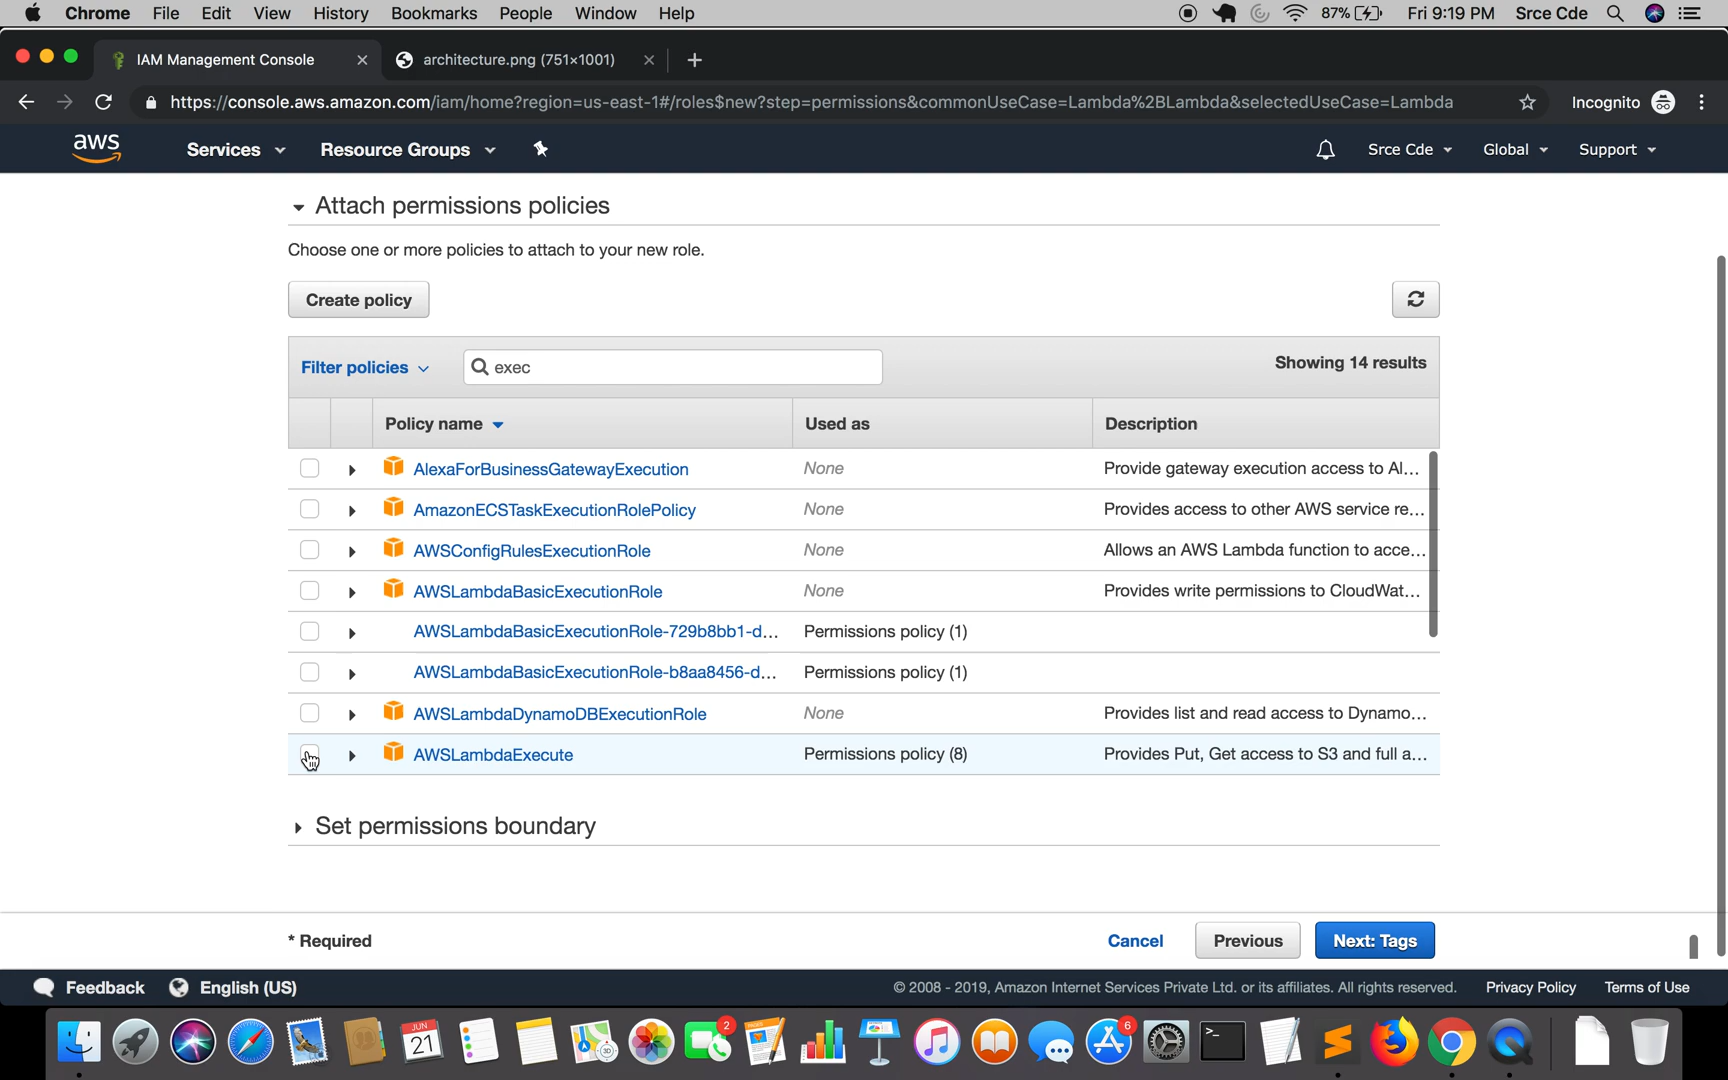 Chrome File Edit View History Bookmarks People Window Help 87% Fri 9:19 PM Srce Cde
IAM Management Console architecture.png (751×1001)
https://console.aws.amazon.com/iam/home?region=us-east-1#/roles$new?step=permissions&commonUseCase=Lambda%2BLambda&selectedUseCase=Lambda Incognito
aws Services Resource Groups Srce Cde Global Support
Attach permissions policies
Choose one or more policies to attach to your new role.
Create policy
Filter policies exec Showing 14 results
Policy name Used as Description
AlexaForBusinessGatewayExecution None Provide gateway execution access to Al...
AmazonECSTaskExecutionRolePolicy None Provides access to other AWS service re...
AWSConfigRulesExecutionRole None Allows an AWS Lambda function to acce...
AWSLambdaBasicExecutionRole None Provides write permissions to CloudWat...
AWSLambdaBasicExecutionRole-729b8bb1-d... Permissions policy (1)
AWSLambdaBasicExecutionRole-b8aa8456-d... Permissions policy (1)
AWSLambdaDynamoDBExecutionRole None Provides list and read access to Dynamo...
AWSLambdaExecute Permissions policy (8) Provides Put, Get access to S3 and full a...
Set permissions boundary
* Required Cancel Previous Next: Tags
Feedback English (US) © 2008 - 2019, Amazon Internet Services Private Ltd. or its affiliates. All rights reserved. Privacy Policy Terms of Use
JUN 21 2 PAGES 6